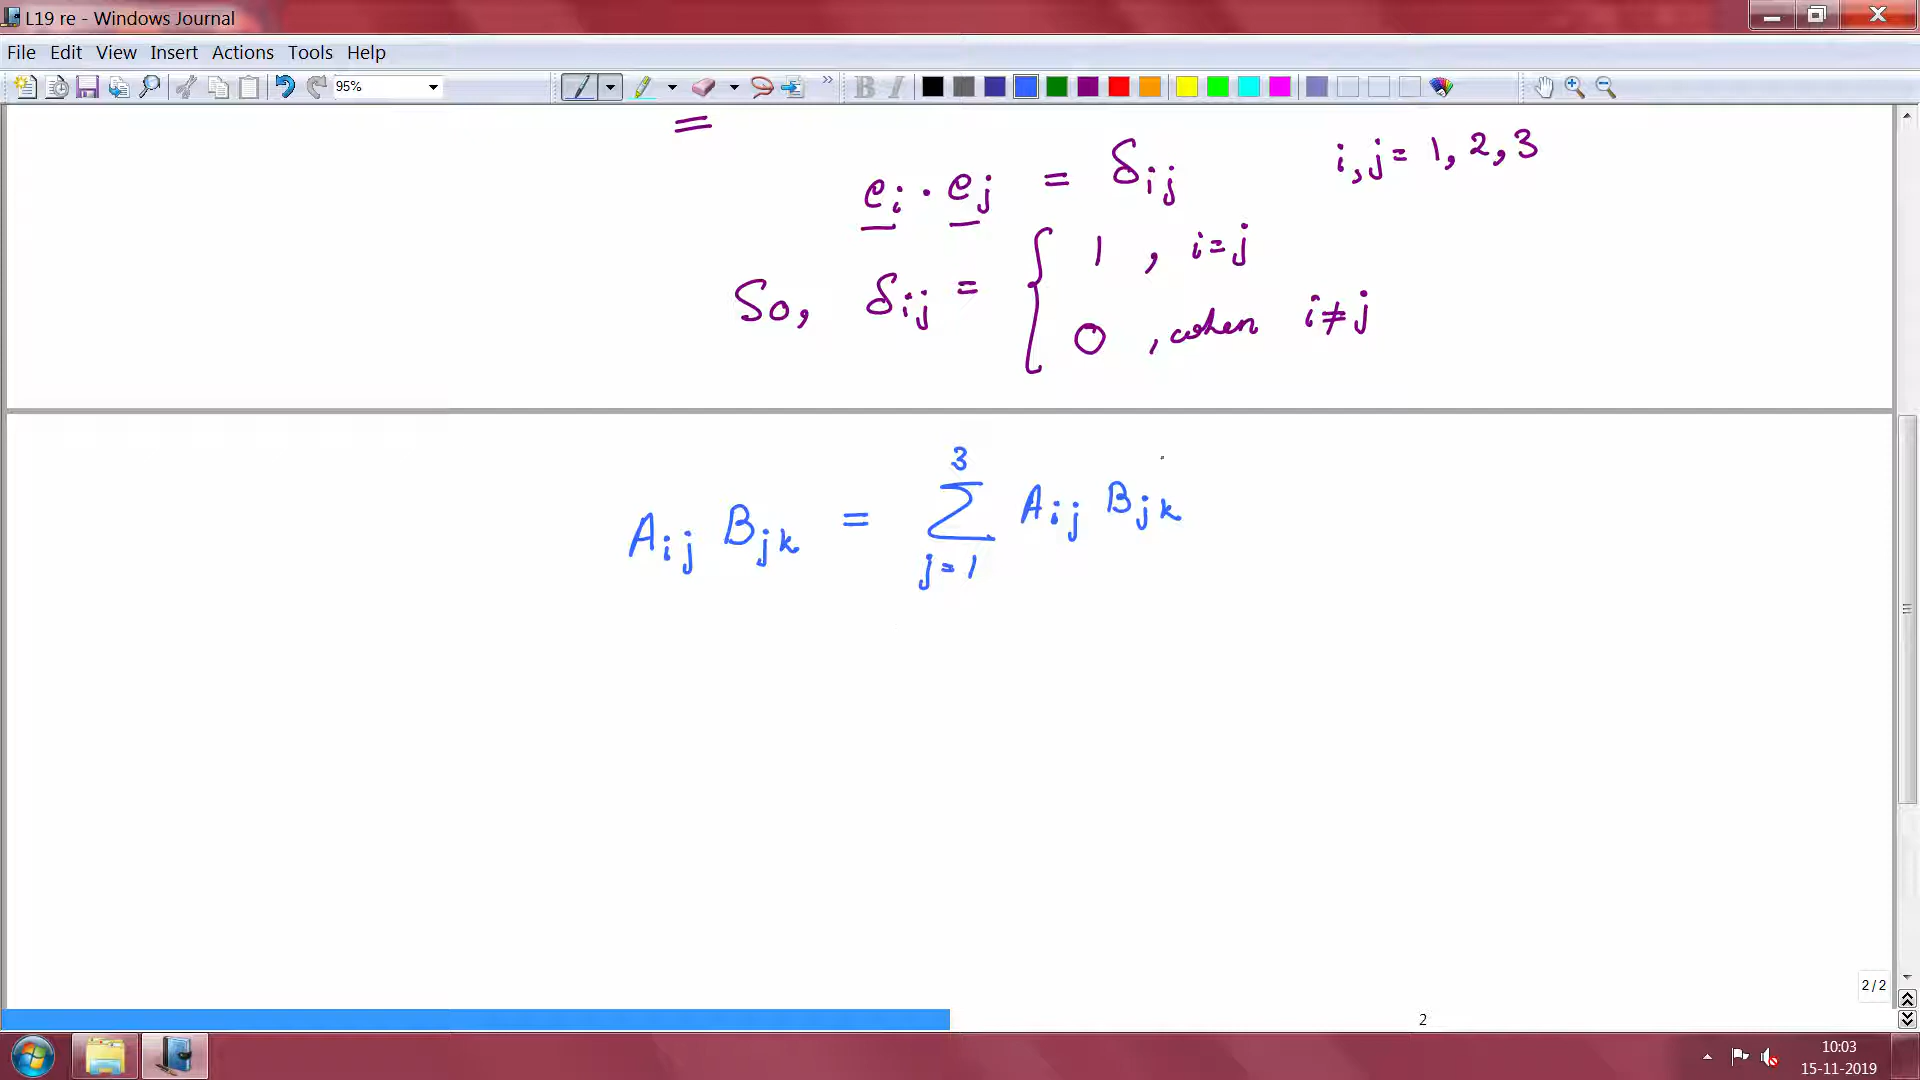 L19 re - Windows Journal
File Edit View Insert Actions Tools Help
95%
=
e_i · e_j = δ_ij i,j = 1, 2, 3
So, δ_ij = { 1 , i=j
0 , when i≠j
A_ij B_jk = Σ_{j=1}^{3} A_ij B_jk
2 / 2
2
10:03
15-11-2019